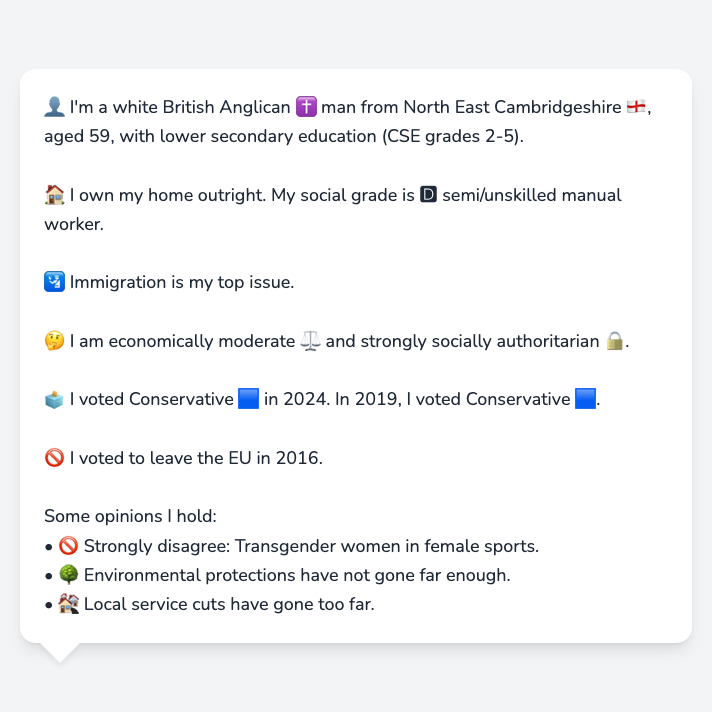 👤 I'm a white British Anglican ✝️ man from North East Cambridgeshire 🏴󠁧󠁢󠁥󠁮󠁧󠁿,
aged 59, with lower secondary education (CSE grades 2-5).
🏠 I own my home outright. My social grade is 🅳 semi/unskilled manual
worker.
🛂 Immigration is my top issue.
🤔 I am economically moderate ⚖️ and strongly socially authoritarian 🔒.
🗳️ I voted Conservative 🟦 in 2024. In 2019, I voted Conservative 🟦.
🚫 I voted to leave the EU in 2016.
Some opinions I hold:
• 🚫 Strongly disagree: Transgender women in female sports.
• 🌳 Environmental protections have not gone far enough.
• 🏚️ Local service cuts have gone too far.